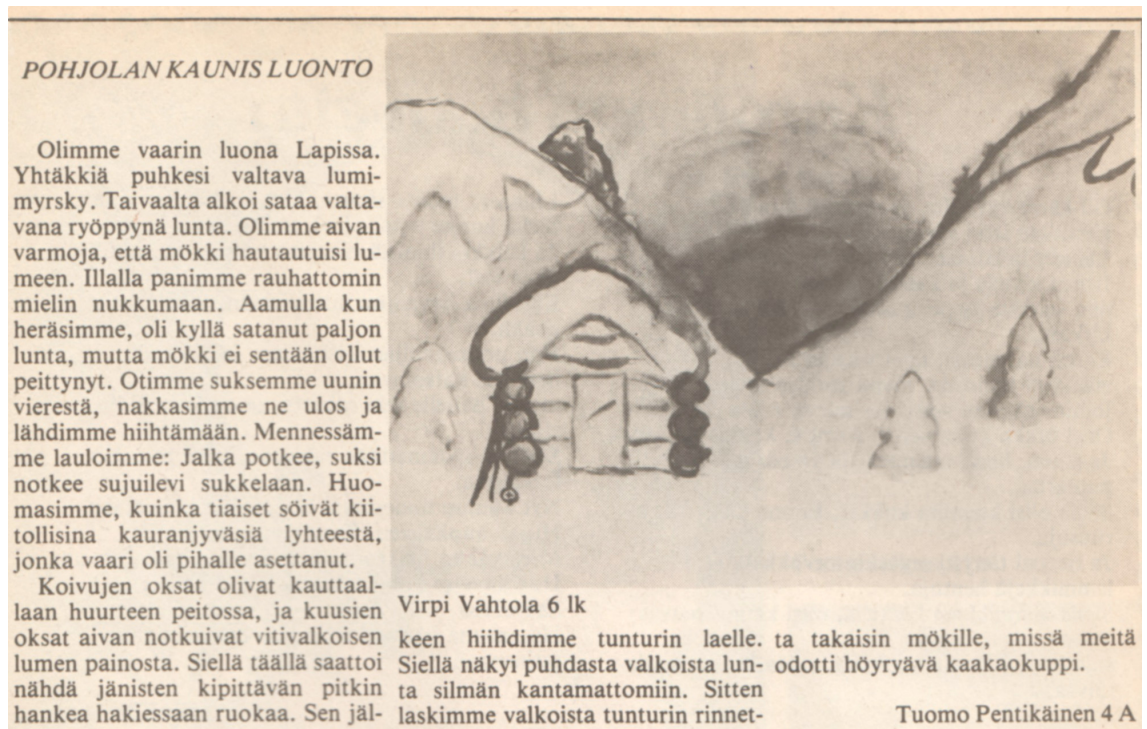 POHJOLAN KAUNIS LUONTO
Olimme vaarin luona Lapissa.
Yhtäkkiä puhkesi valtava lumi-
myrsky. Taivaalta alkoi sataa valta-
vana ryöppynä lunta. Olimme aivan
varmoja, että mökki hautautuisi lu-
meen. Illalla panimme rauhattomin
mielin nukkumaan. Aamulla kun
heräsimme, oli kyllä satanut paljon
lunta, mutta mökki ei sentään ollut
peittynyt. Otimme suksemme uunin
vierestä, nakkasimme ne ulos ja
lähdimme hiihtämään. Mennessäm-
me lauloimme: Jalka potkee, suksi
notkee sujuilevi sukkelaan. Huo-
masimme, kuinka tiaiset söivät kii-
tollisina kauranjyväsiä lyhteestä,
jonka vaari oli pihalle asettanut.
Koivujen oksat olivat kauttaal-
laan huurteen peitossa, ja kuusien
oksat aivan notkuivat vitivalkoisen
lumen painosta. Siellä täällä saattoi
nähdä jänisten kipittävän pitkin
hankea hakiessaan ruokaa. Sen jäl-
Virpi Vahtola 6 lk
keen hiihdimme tunturin laelle.
Siellä näkyi puhdasta valkoista lun-
ta silmän kantamattomiin. Sitten
laskimme valkoista tunturin rinnet-
ta takaisin mökille, missä meitä
odotti höyryävä kaakaokuppi.
Tuomo Pentikäinen 4 A